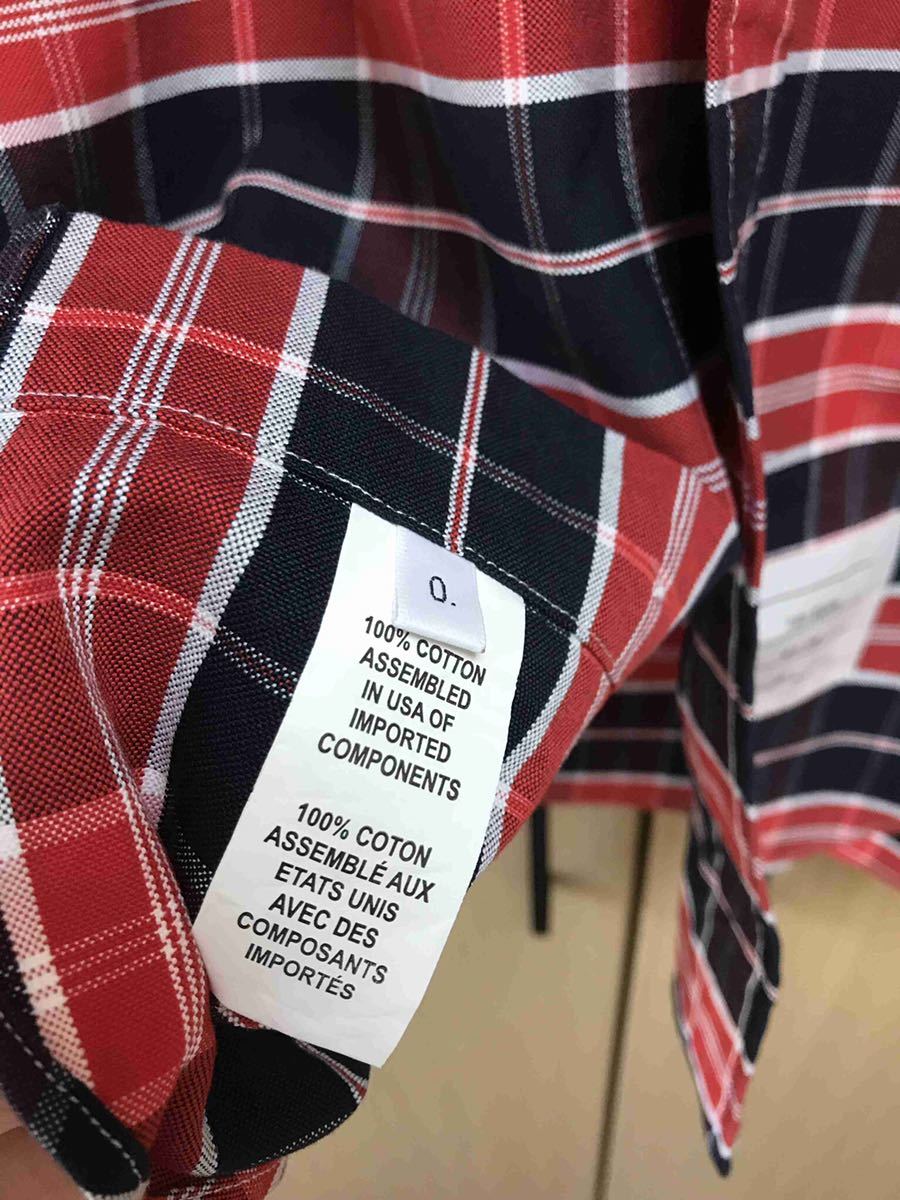 0.
100% COTTON
ASSEMBLED
IN USA OF
IMPORTED
COMPONENTS
100% COTON
ASSEMBLÉ AUX
ETATS UNIS
AVEC DES
COMPOSANTS
IMPORTÉS